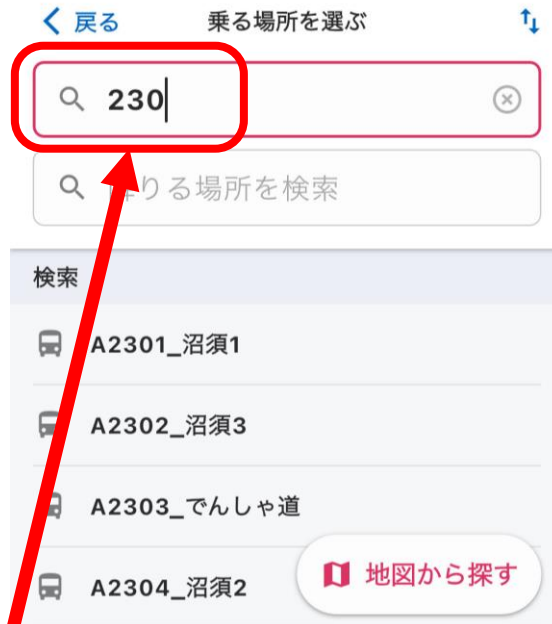 戻る 乗る場所を選ぶ
230
りる場所を検索
検索
A2301_沼須1
A2302_沼須3
A2303_でんしゃ道
地図から探す
A2304_沼須2